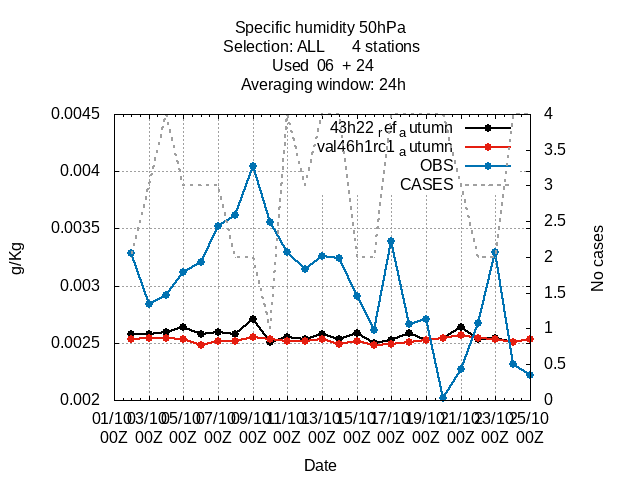 Specific humidity 50hPa
Selection: ALL 4 stations
Used 06 + 24
Averaging window: 24h
0.0045
0.004
0.0035
0.003
0.0025
0.002
g/Kg
43h22_ref_autumn
val46h1rc1_autumn
OBS
CASES
4
3.5
3
2.5
2
1.5
1
0.5
0
No cases
01/10 03/10 05/10 07/10 09/10 11/10 13/10 15/10 17/10 19/10 21/10 23/10 25/10
00Z 00Z 00Z 00Z 00Z 00Z 00Z 00Z 00Z 00Z 00Z 00Z 00Z
Date